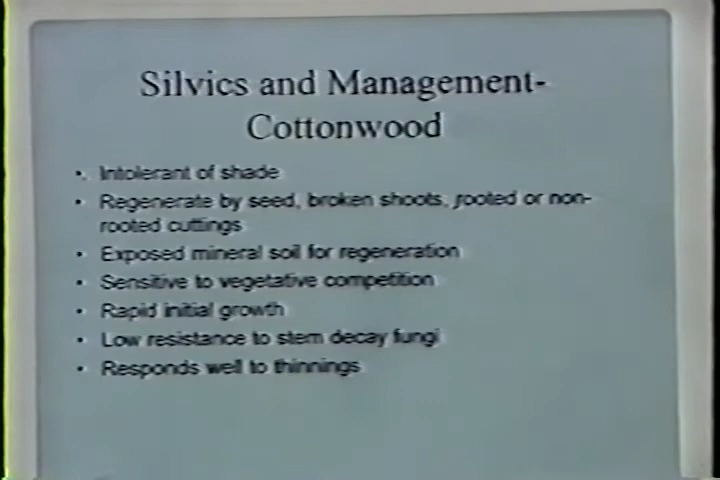 Silvics and Management-
Cottonwood
• Intolerant of shade
• Regenerate by seed, broken shoots, rooted or non-
rooted cuttings
• Exposed mineral soil for regeneration
• Sensitive to vegetative competition
• Rapid initial growth
• Low resistance to stem decay fungi
• Responds well to thinnings